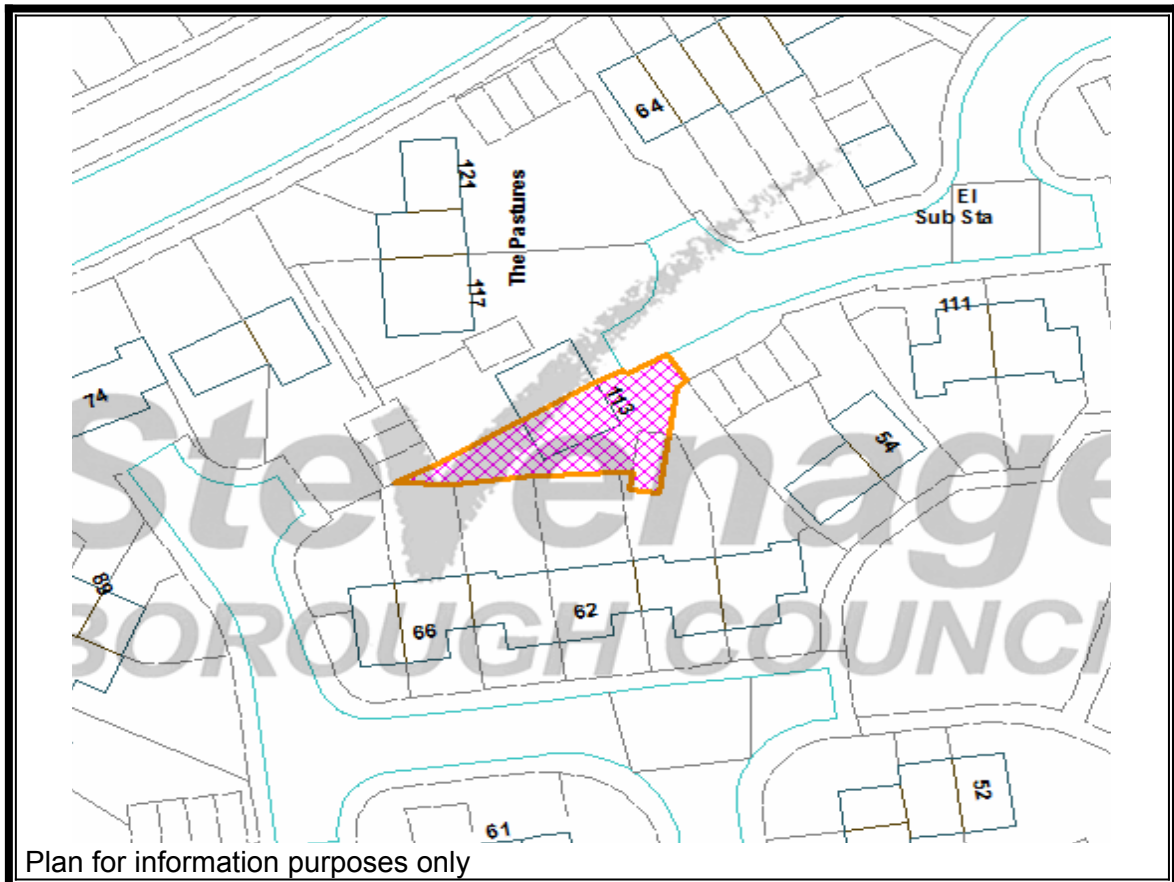 64
121
The Pastures
El
Sub Sta
117
111
113
74
54
Stevenage
BOROUGH COUNCI
89
62
66
52
61
Plan for information purposes only